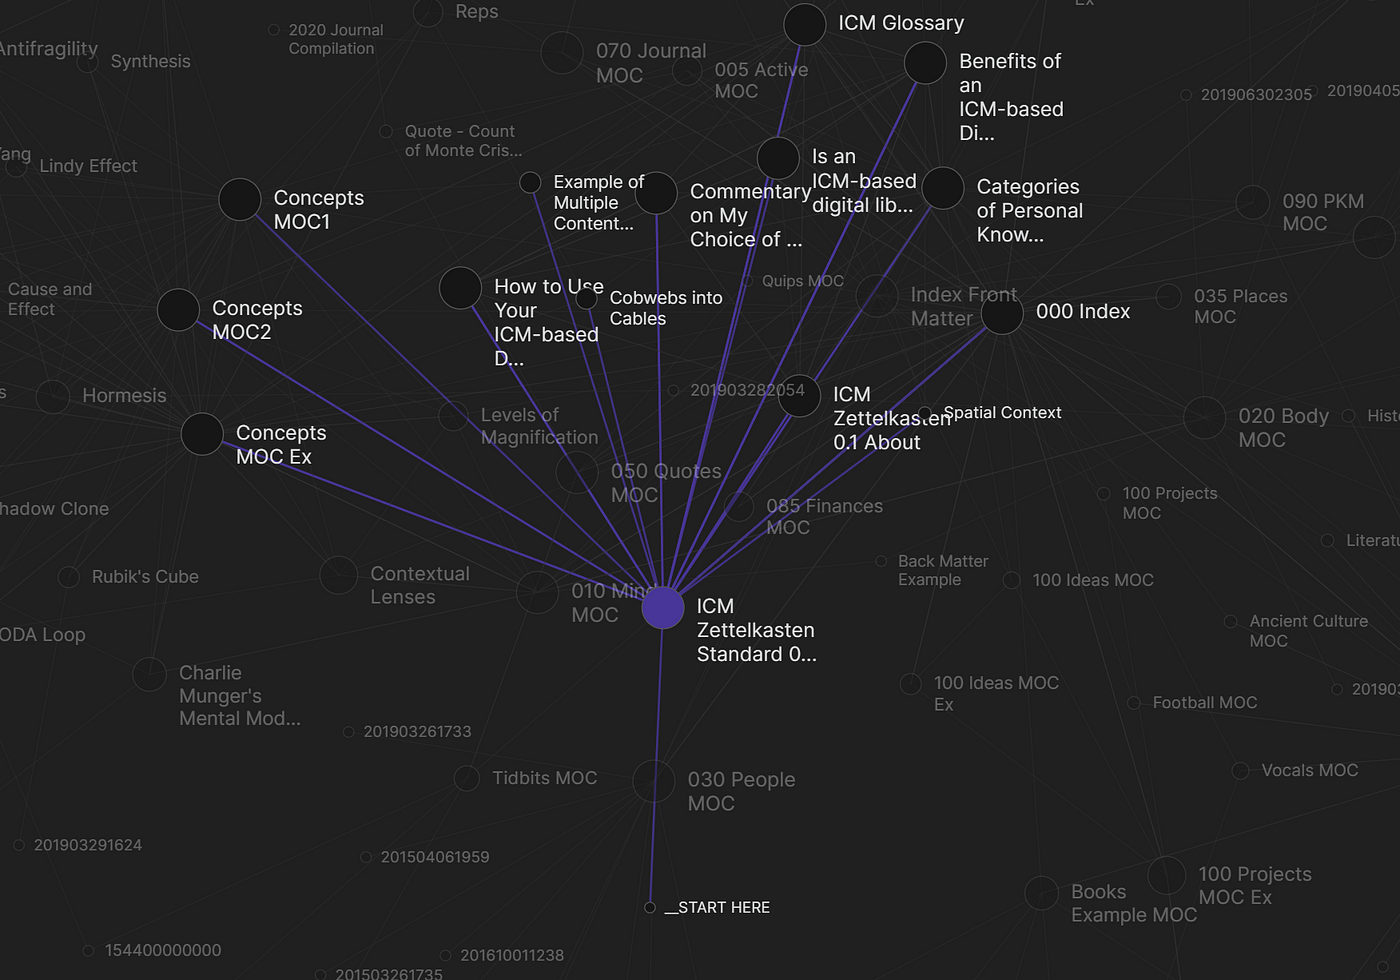 Ex
Reps
ICM Glossary
2020 Journal
Compilation
Antifragility
Synthesis
070 Journal
MOC
005 Active
MOC
Benefits of
an
ICM-based
Di...
201906302305
20190405
Quote - Count
of Monte Cris...
Lindy Effect
Concepts
MOC1
Example of
Multiple
Content...
Commentary
on My
Choice of ...
Is an
ICM-based
digital lib...
Categories
of Personal
Know...
090 PKM
MOC
Cause and
Effect
Concepts
MOC2
How to Use
Your
ICM-based
D...
Cobwebs into
Cables
Quips MOC
Index Front
Matter
000 Index
035 Places
MOC
s
Hormesis
Levels of
Magnification
201903282054
ICM
Zettelkasten
0.1 About
Spatial Context
020 Body
MOC
Histo
Concepts
MOC Ex
050 Quotes
MOC
085 Finances
MOC
100 Projects
MOC
hadow Clone
Literatu
Rubik's Cube
Contextual
Lenses
010 Mind
MOC
ICM
Zettelkasten
Standard 0...
Back Matter
Example
100 Ideas MOC
Ancient Culture
MOC
ODA Loop
Charlie
Munger's
Mental Mod...
100 Ideas MOC
Ex
Football MOC
20190
201903261733
Tidbits MOC
030 People
MOC
Vocals MOC
201903291624
201504061959
100 Projects
MOC Ex
Books
Example MOC
__START HERE
154400000000
201610011238
201503261735